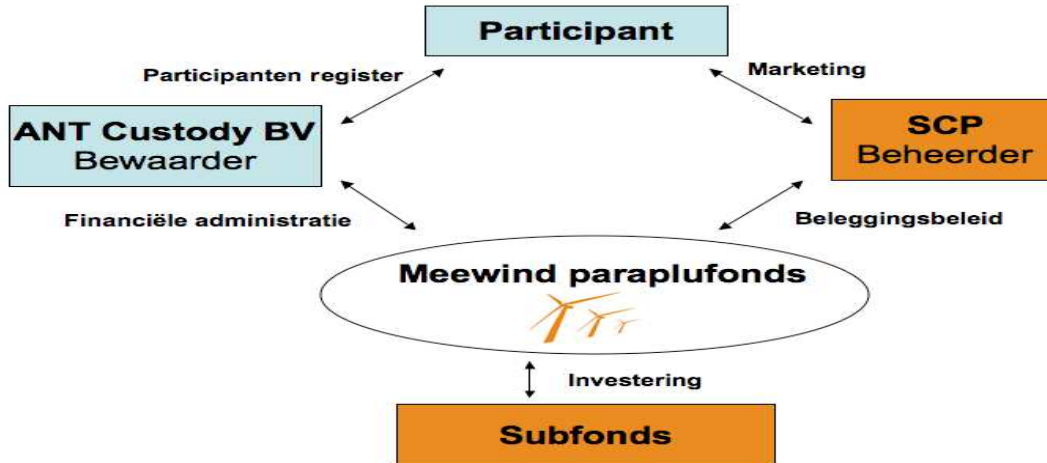 Participant
Participanten register
Marketing
ANT Custody BV
Bewaarder
SCP
Beheerder
Financiële administratie
Beleggingsbeleid
Meewind paraplufonds
Investering
Subfonds